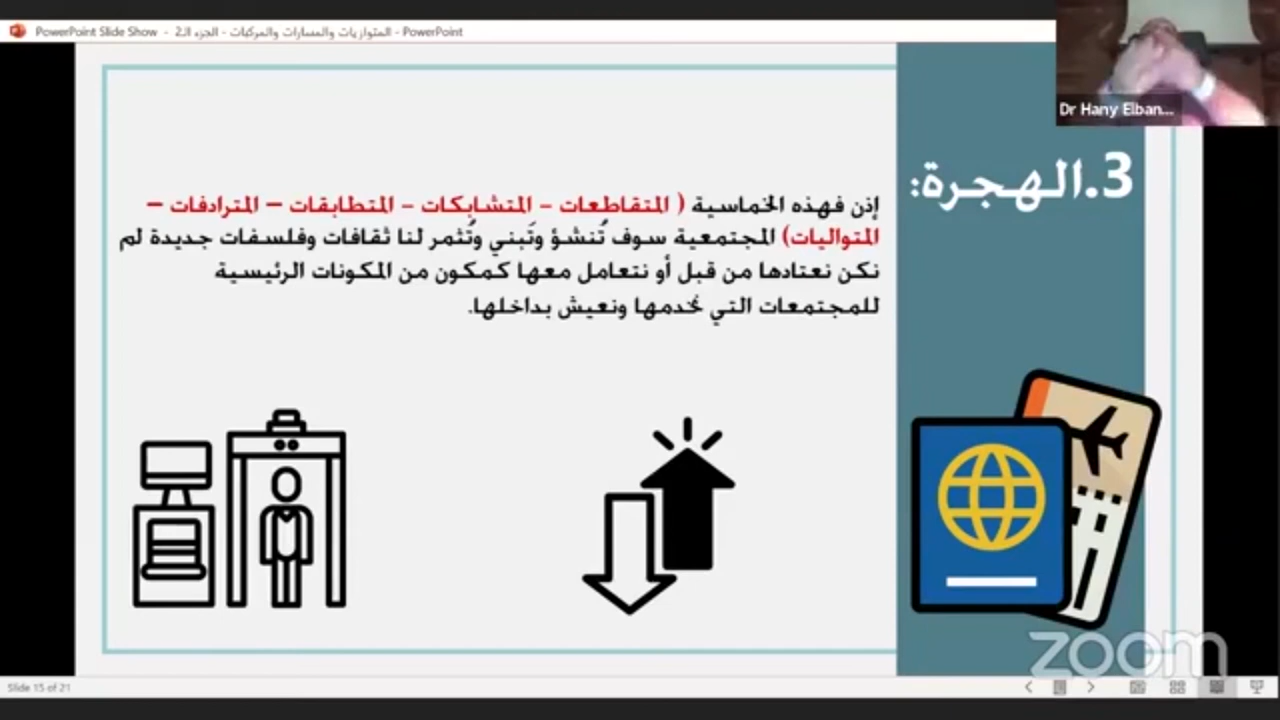 PowerPoint Slide Show - المتوازيات والمسارات والمركبات - الجزء الـ2 - PowerPoint
Dr Hany Elban...
3.الهجرة:
إذن فهذه الخماسية ( المتقاطعات – المتشابكات – المتطابقات – المترادفات –
المتواليات) المجتمعية سوف تُنشؤ وتَبني وتُثمر لنا ثقافات وفلسفات جديدة لم
نكن نعتادها من قبل أو نتعامل معها كمكون من المكونات الرئيسية
للمجتمعات التي نخدمها ونعيش بداخلها.
zoom
Slide 15 of 21